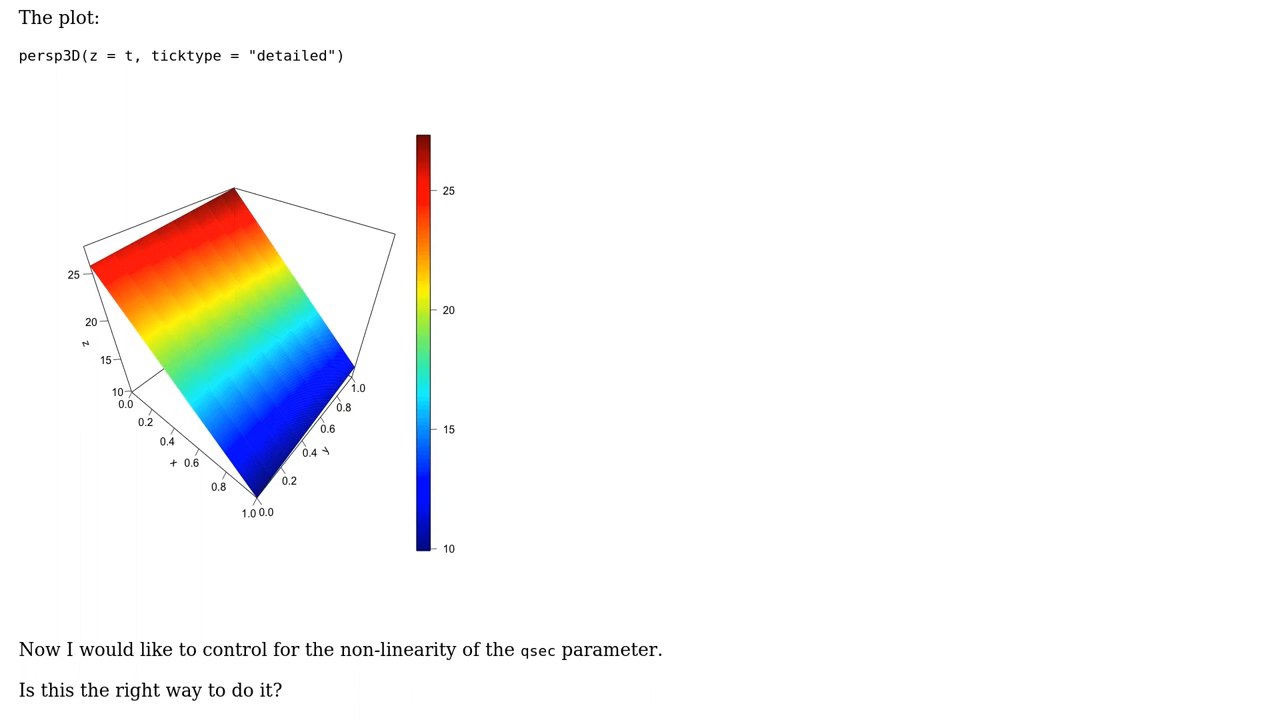 The plot:
persp3D(z = t, ticktype = "detailed")
25
20
15
10
z
0.0
0.2
0.4
0.6
0.8
1.0
x
0.0
0.2
0.4
0.6
0.8
1.0
y
25
20
15
10
Now I would like to control for the non-linearity of the qsec parameter.
Is this the right way to do it?